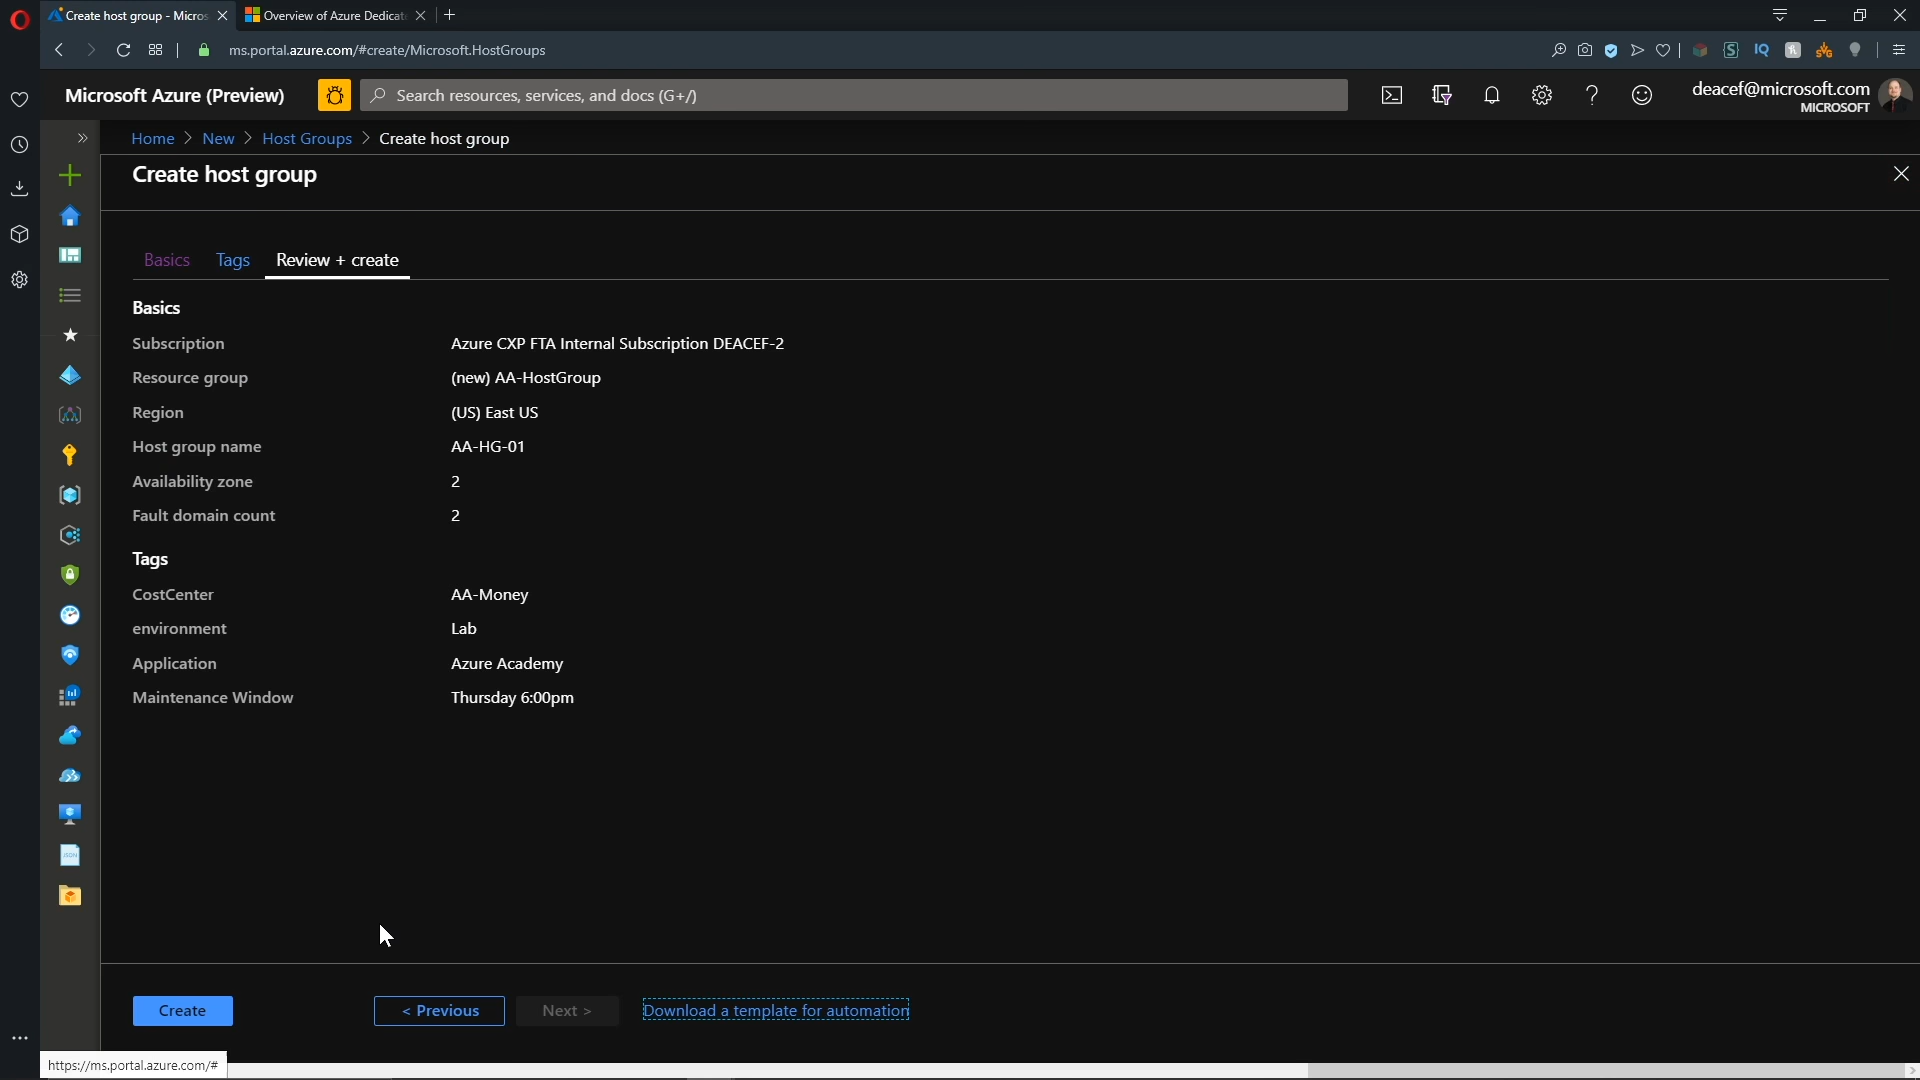 Create host group - Micros
Overview of Azure Dedicat
ms.portal.azure.com/#create/Microsoft.HostGroups
Microsoft Azure (Preview)
Search resources, services, and docs (G+/)
deacef@microsoft.com
MICROSOFT
Home > New > Host Groups > Create host group
Create host group
Basics Tags Review + create
Basics
Subscription Azure CXP FTA Internal Subscription DEACEF-2
Resource group (new) AA-HostGroup
Region (US) East US
Host group name AA-HG-01
Availability zone 2
Fault domain count 2
Tags
CostCenter AA-Money
environment Lab
Application Azure Academy
Maintenance Window Thursday 6:00pm
Create < Previous Next > Download a template for automation
https://ms.portal.azure.com/#